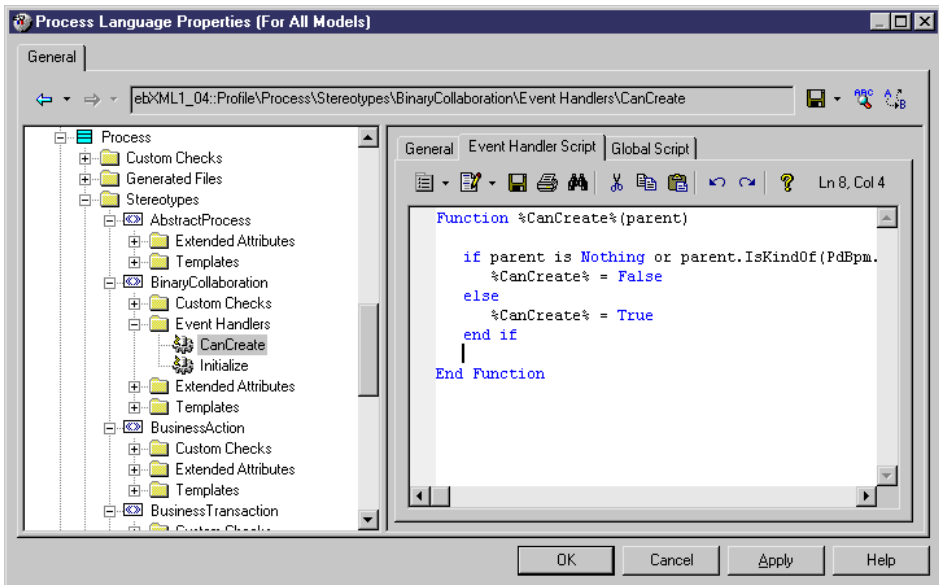 Process Language Properties (For All Models)
General
ebXML1_04::Profile\Process\Stereotypes\BinaryCollaboration\Event Handlers\CanCreate
Process
Custom Checks
Generated Files
Stereotypes
AbstractProcess
Extended Attributes
Templates
BinaryCollaboration
Custom Checks
Event Handlers
CanCreate
Initialize
Extended Attributes
Templates
BusinessAction
Custom Checks
Extended Attributes
Templates
BusinessTransaction
Custom Checks
General Event Handler Script Global Script
Ln 8, Col 4
Function %CanCreate%(parent)
if parent is Nothing or parent.IsKindOf(PdBpm.
%CanCreate% = False
else
%CanCreate% = True
end if
End Function
OK Cancel Apply Help